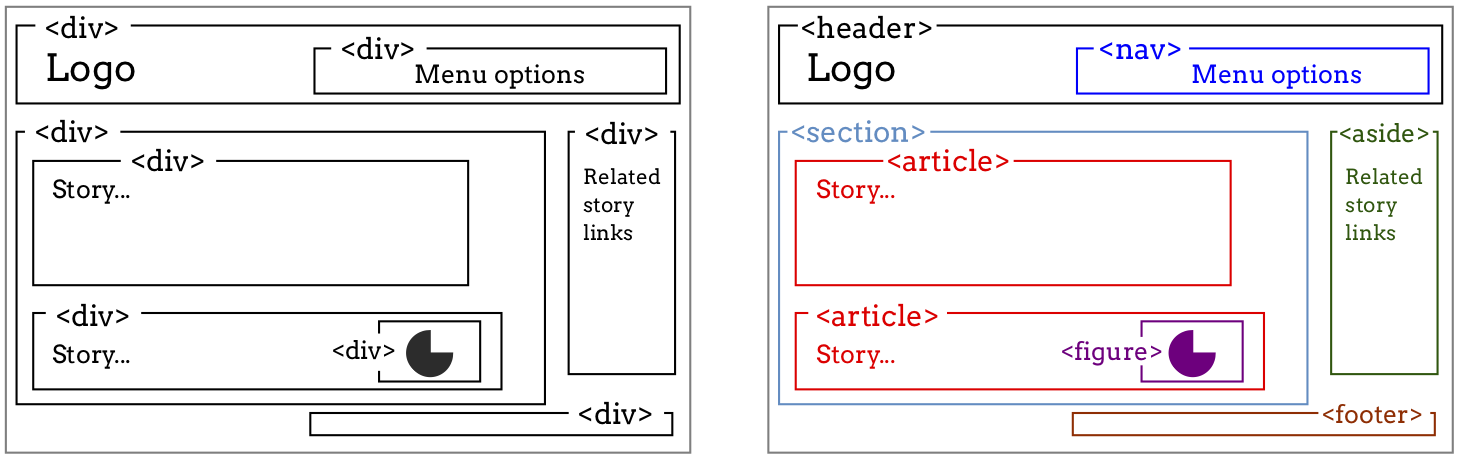 <div>
Logo
<div>
Menu options
<div>
<div>
Story...
<div>
Story...
<div>
<div>
Related
story
links
<div>
<header>
Logo
<nav>
Menu options
<section>
<article>
Story...
<article>
Story...
<figure>
<aside>
Related
story
links
<footer>